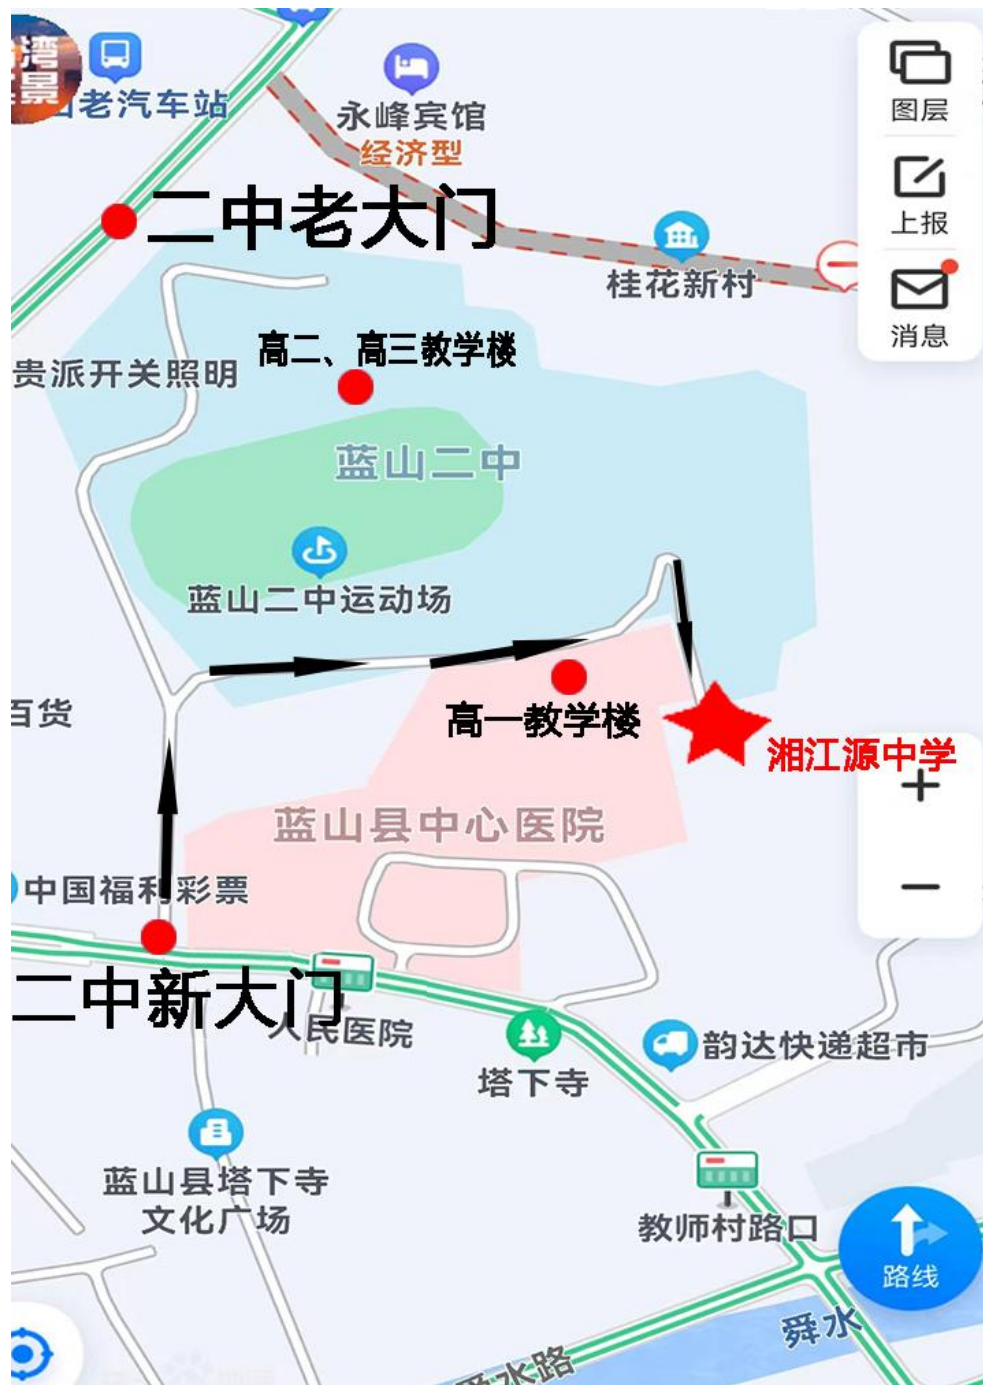 湾
景
老汽车站
永峰宾馆
经济型
图层
二中老大门
上报
桂花新村
消息
高二、高三教学楼
贵派开关照明
蓝山二中
蓝山二中运动场
高一教学楼
百货
湘江源中学
蓝山县中心医院
中国福利彩票
二中新大门
人民医院
韵达快递超市
塔下寺
蓝山县塔下寺
文化广场
教师村路口
路线
舜水
舜水路